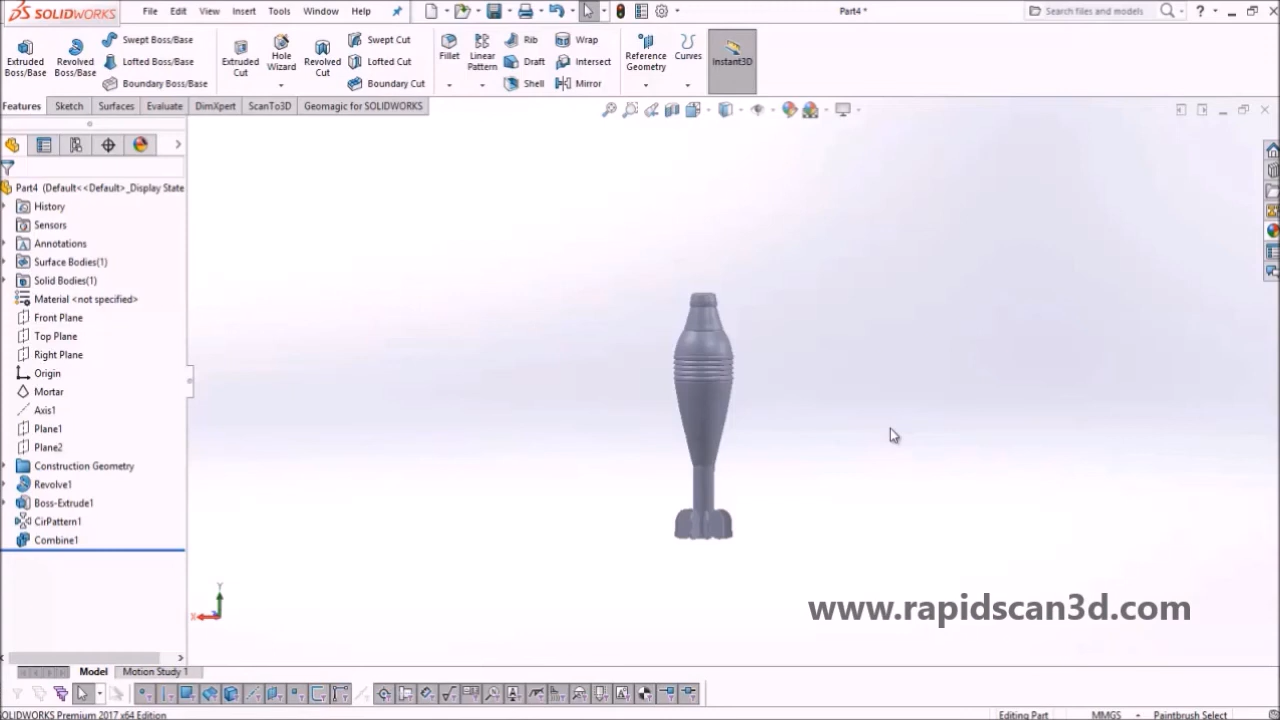 SOLIDWORKS File Edit View Insert Tools Window Help Part4 * Search files and models ?
Extruded Boss/Base
Revolved Boss/Base
Swept Boss/Base
Lofted Boss/Base
Boundary Boss/Base
Extruded Cut
Hole Wizard
Revolved Cut
Swept Cut
Lofted Cut
Boundary Cut
Fillet
Linear Pattern
Rib
Draft
Shell
Wrap
Intersect
Mirror
Reference Geometry
Curves
Instant3D
Features Sketch Surfaces Evaluate DimXpert ScanTo3D Geomagic for SOLIDWORKS
Part4 (Default<<Default>_Display State
History
Sensors
Annotations
Surface Bodies(1)
Solid Bodies(1)
Material <not specified>
Front Plane
Top Plane
Right Plane
Origin
Mortar
Axis1
Plane1
Plane2
Construction Geometry
Revolve1
Boss-Extrude1
CirPattern1
Combine1
Y
X
www.rapidscan3d.com
Model Motion Study 1
SOLIDWORKS Premium 2017 x64 Edition Editing Part MMGS Paintbrush Select